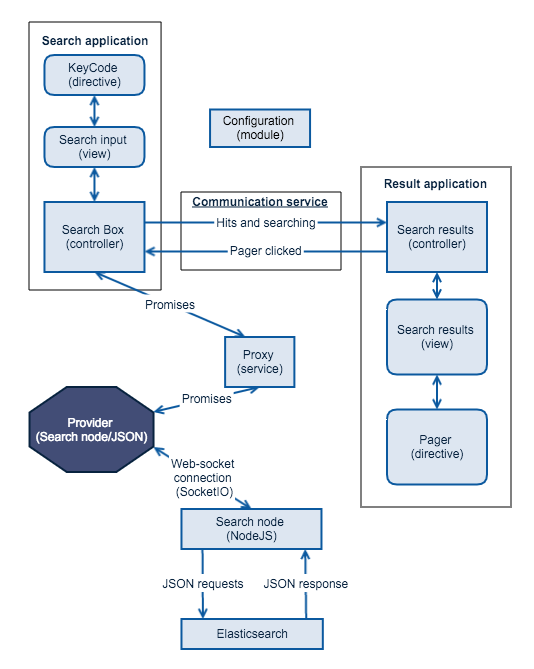 Search application
KeyCode
(directive)
Search input
(view)
Search Box
(controller)
Configuration
(module)
Communication service
Hits and searching
Pager clicked
Result application
Search results
(controller)
Search results
(view)
Pager
(directive)
Promises
Proxy
(service)
Promises
Provider
(Search node/JSON)
Web-socket
connection
(SocketIO)
Search node
(NodeJS)
JSON requests
JSON response
Elasticsearch